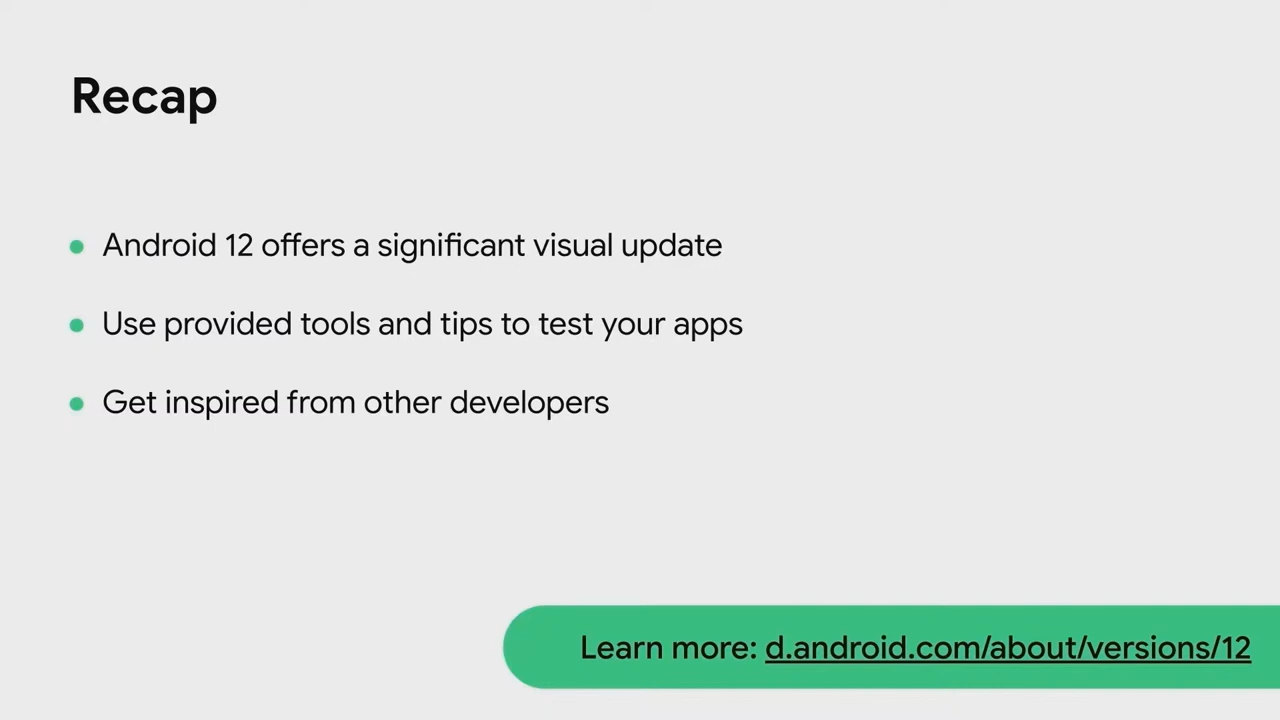 Recap
Android 12 offers a significant visual update
Use provided tools and tips to test your apps
Get inspired from other developers
Learn more: d.android.com/about/versions/12